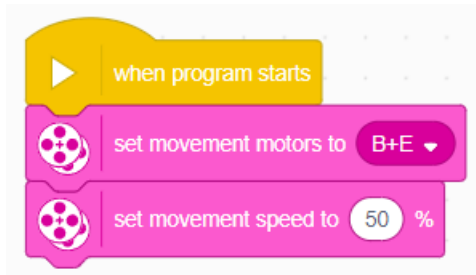 when program starts
set movement motors to B+E
set movement speed to 50 %